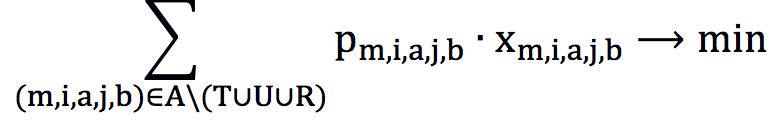 ∑ p_{m,i,a,j,b} · x_{m,i,a,j,b} ⟶ min
(m,i,a,j,b)∈A\(T∪U∪R)